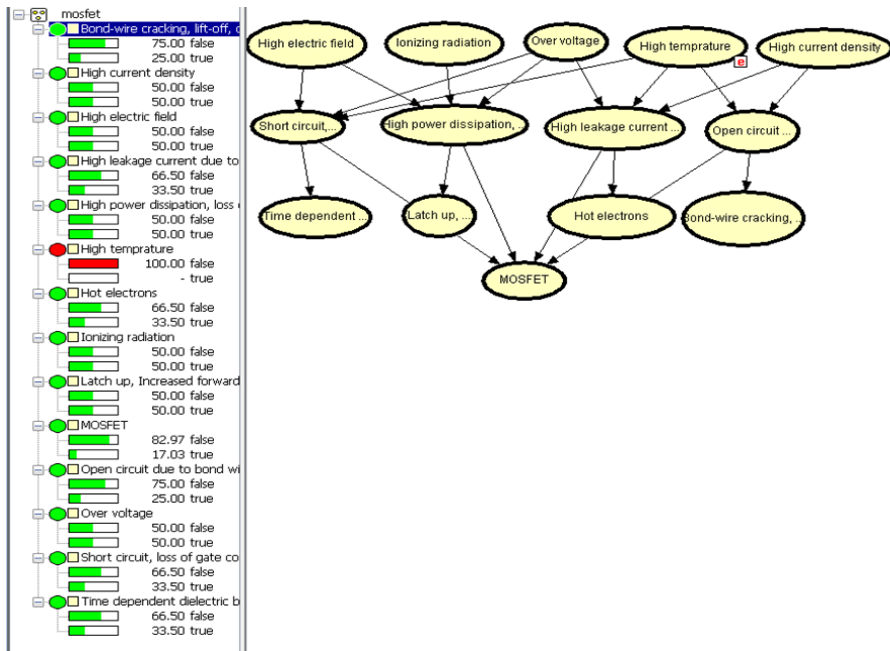 mosfet
Bond-wire cracking, lift-off,
75.00 false
25.00 true
High current density
50.00 false
50.00 true
High electric field
50.00 false
50.00 true
High leakage current due to
66.50 false
33.50 true
High power dissipation, loss
50.00 false
50.00 true
High temprature
100.00 false
- true
Hot electrons
66.50 false
33.50 true
Ionizing radiation
50.00 false
50.00 true
Latch up, Increased forward
50.00 false
50.00 true
MOSFET
82.97 false
17.03 true
Open circuit due to bond wi
75.00 false
25.00 true
Over voltage
50.00 false
50.00 true
Short circuit, loss of gate co
66.50 false
33.50 true
Time dependent dielectric b
66.50 false
33.50 true
High electric field
Ionizing radiation
Over voltage
High temprature
High current density
e
Short circuit,...
High power dissipation, ...
High leakage current ...
Open circuit ...
Time dependent ...
Latch up, ...
Hot electrons
Bond-wire cracking, ...
MOSFET